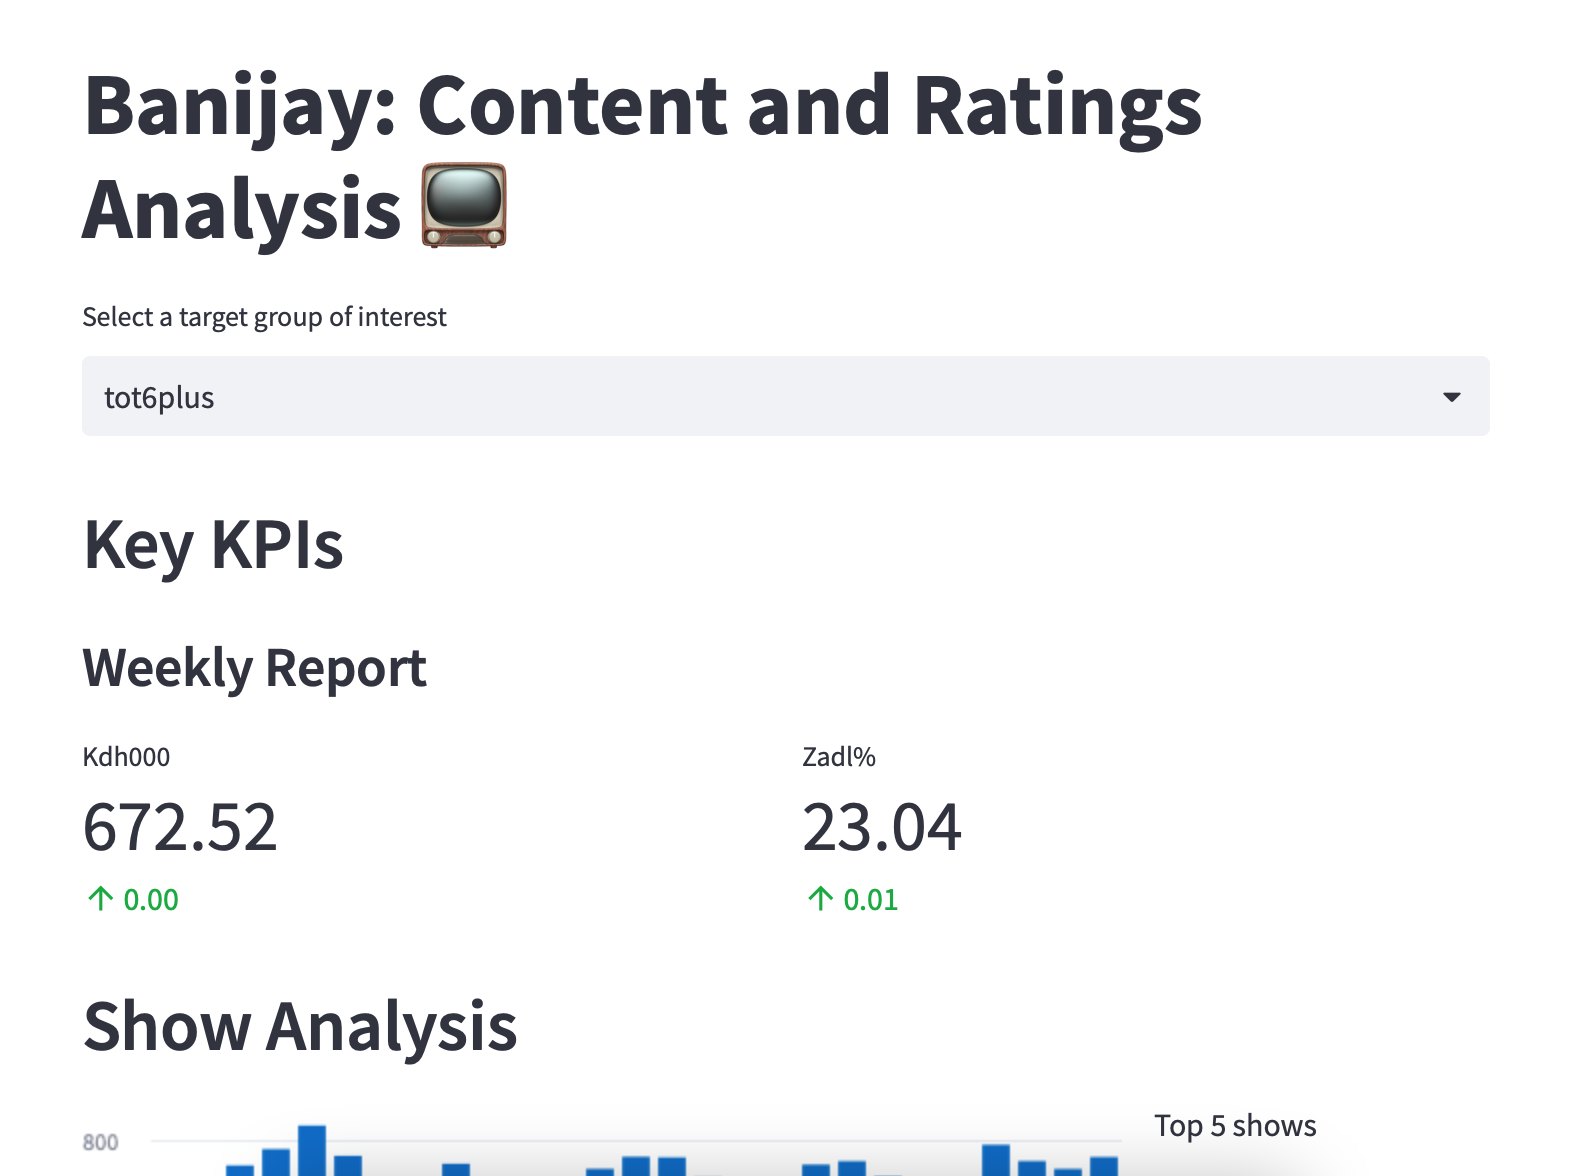 Banijay: Content and Ratings
Analysis
Select a target group of interest
tot6plus
Key KPIs
Weekly Report
Kdh000
Zadl%
672.52
23.04
↑ 0.00
↑ 0.01
Show Analysis
Top 5 shows
800